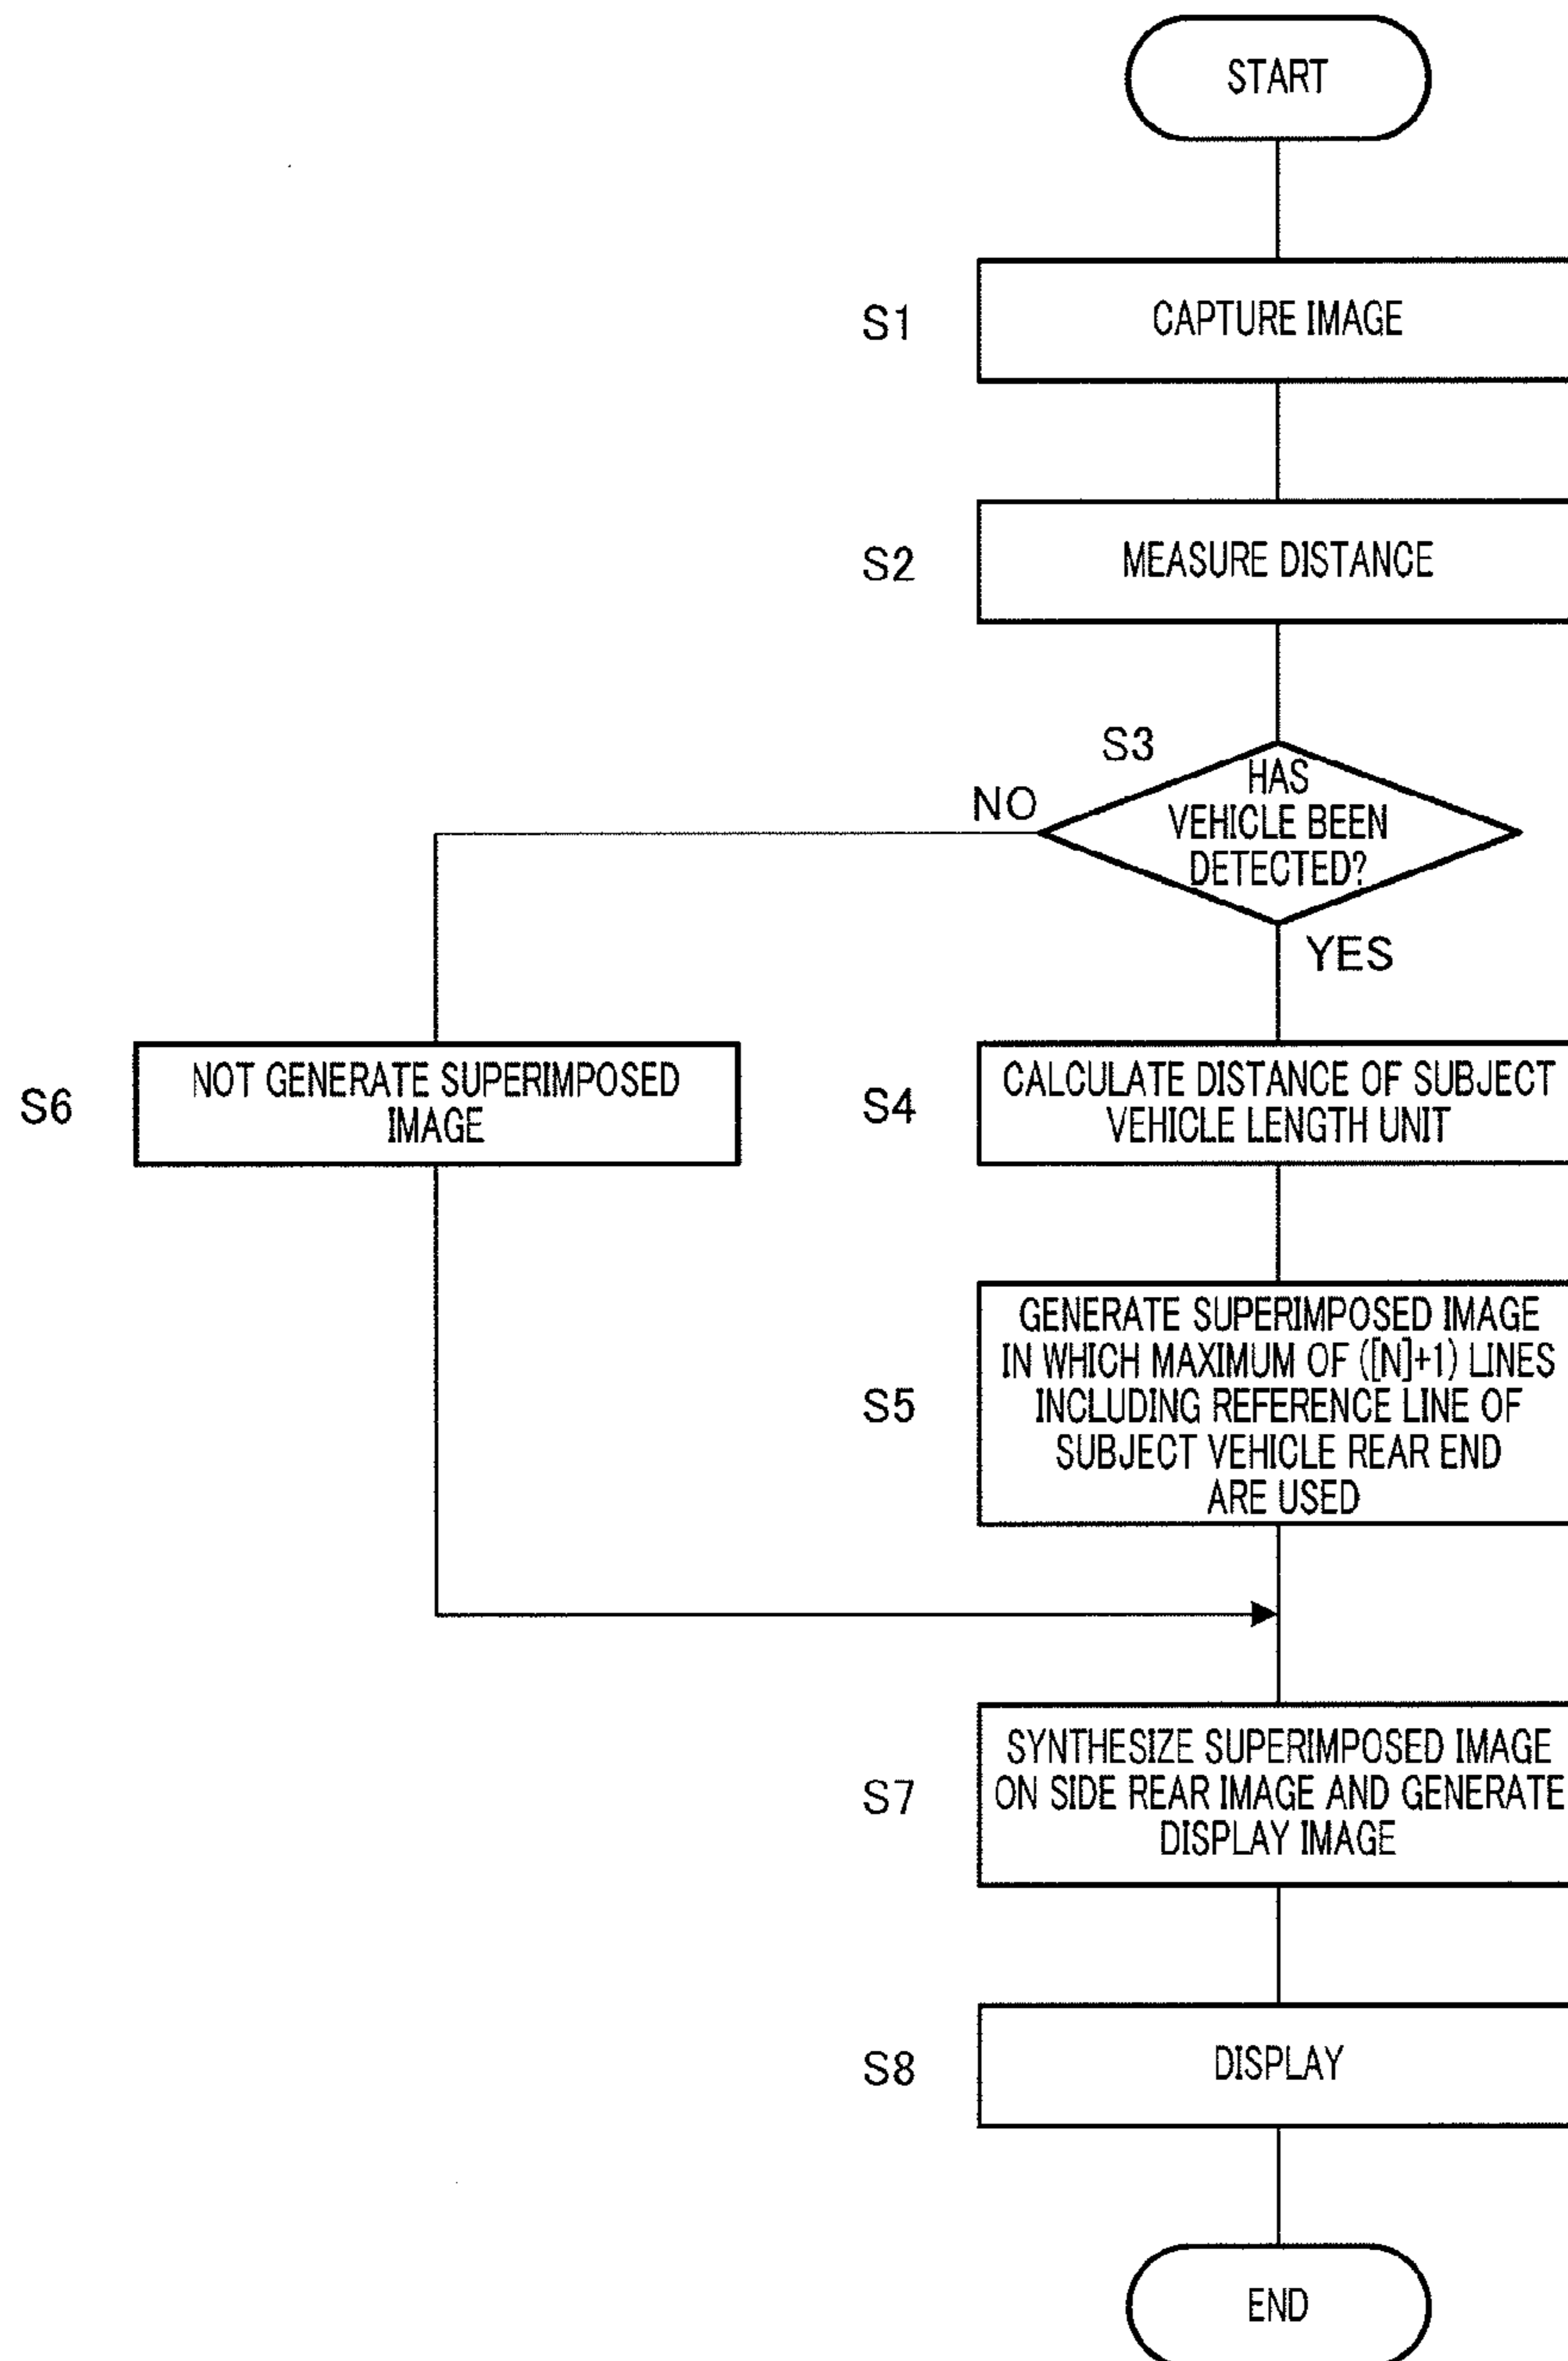 START
S1
CAPTURE IMAGE
S2
MEASURE DISTANCE
S3
HAS
VEHICLE BEEN
DETECTED?
NO
YES
S6
NOT GENERATE SUPERIMPOSED
IMAGE
S4
CALCULATE DISTANCE OF SUBJECT
VEHICLE LENGTH UNIT
S5
GENERATE SUPERIMPOSED IMAGE
IN WHICH MAXIMUM OF ([N]+1) LINES
INCLUDING REFERENCE LINE OF
SUBJECT VEHICLE REAR END
ARE USED
S7
SYNTHESIZE SUPERIMPOSED IMAGE
ON SIDE REAR IMAGE AND GENERATE
DISPLAY IMAGE
S8
DISPLAY
END